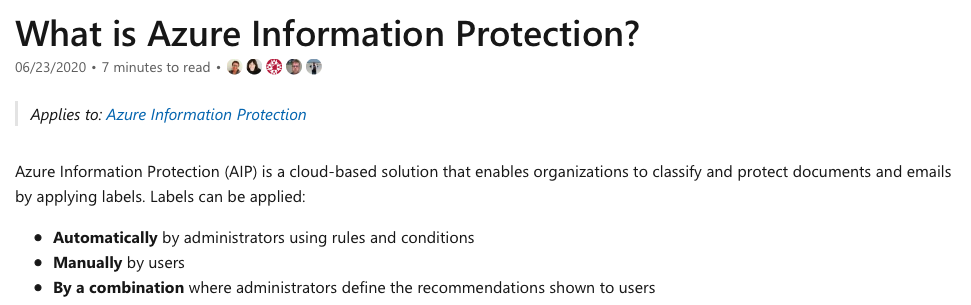 What is Azure Information Protection?
06/23/2020 • 7 minutes to read •
Applies to: Azure Information Protection
Azure Information Protection (AIP) is a cloud-based solution that enables organizations to classify and protect documents and emails
by applying labels. Labels can be applied:
• Automatically by administrators using rules and conditions
• Manually by users
• By a combination where administrators define the recommendations shown to users